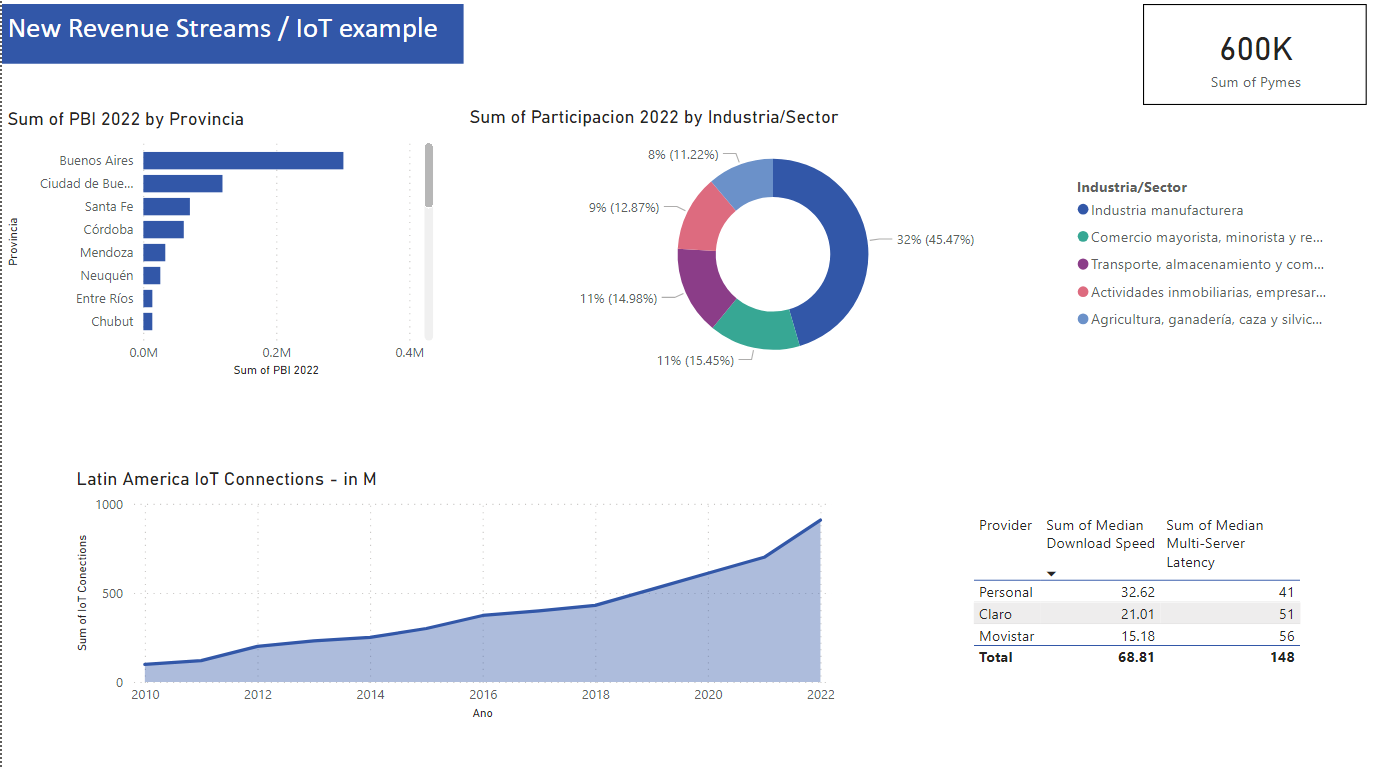 New Revenue Streams / IoT example
600K
Sum of Pymes
Sum of PBI 2022 by Provincia
Provincia
Buenos Aires
Ciudad de Bue...
Santa Fe
Córdoba
Mendoza
Neuquén
Entre Ríos
Chubut
0.0M 0.2M 0.4M
Sum of PBI 2022
Sum of Participacion 2022 by Industria/Sector
8% (11.22%)
9% (12.87%)
32% (45.47%)
11% (14.98%)
11% (15.45%)
Industria/Sector
Industria manufacturera
Comercio mayorista, minorista y re...
Transporte, almacenamiento y com...
Actividades inmobiliarias, empresar...
Agricultura, ganadería, caza y silvic...
Latin America IoT Connections - in M
Sum of IoT Conections
1000
500
0
2010 2012 2014 2016 2018 2020 2022
Ano
Provider Sum of Median Sum of Median
Download Speed Multi-Server
Latency
Personal 32.62 41
Claro 21.01 51
Movistar 15.18 56
Total 68.81 148